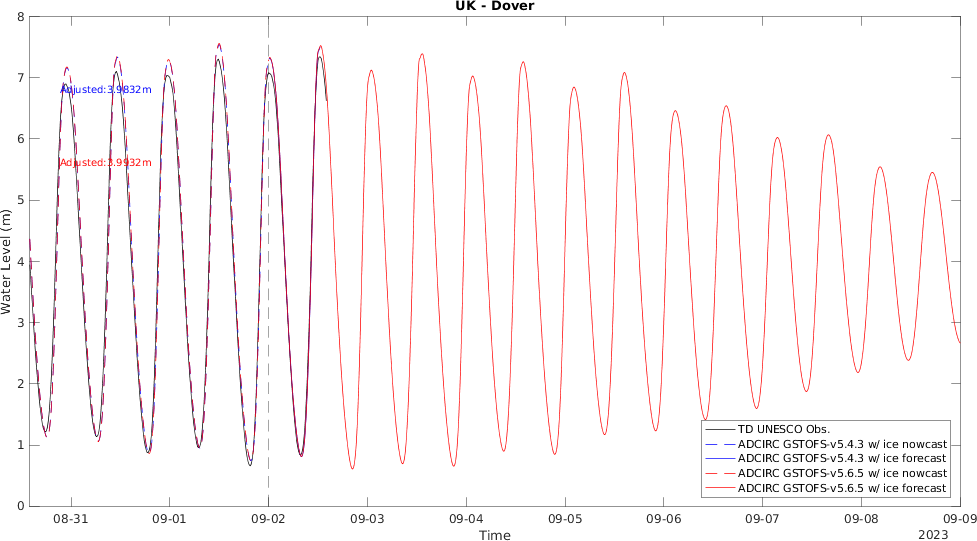 UK - Dover
8
7
6
5
4
3
2
1
0
Water Level (m)
Adjusted:3.9832m
Adjusted:3.9932m
TD UNESCO Obs.
ADCIRC GSTOFS-v5.4.3 w/ ice nowcast
ADCIRC GSTOFS-v5.4.3 w/ ice forecast
ADCIRC GSTOFS-v5.6.5 w/ ice nowcast
ADCIRC GSTOFS-v5.6.5 w/ ice forecast
08-31 09-01 09-02 09-03 09-04 09-05 09-06 09-07 09-08 09-09
Time
2023